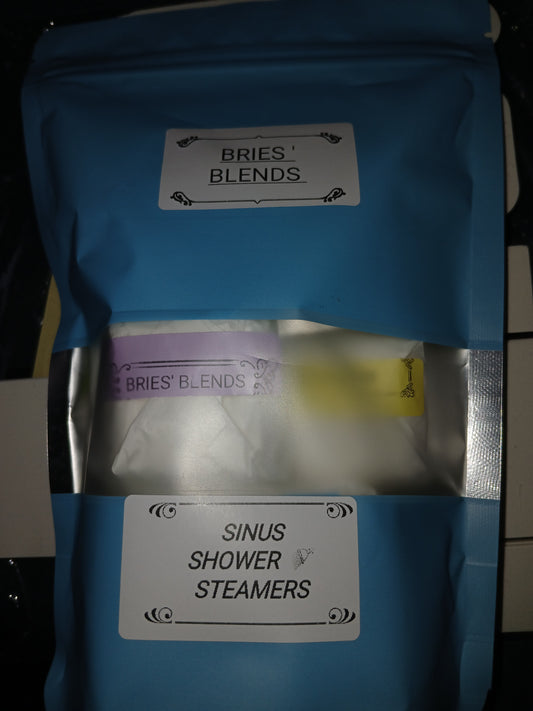 BRIES '
BLENDS
BRIES' BLENDS
SINUS
SHOWER
STEAMERS